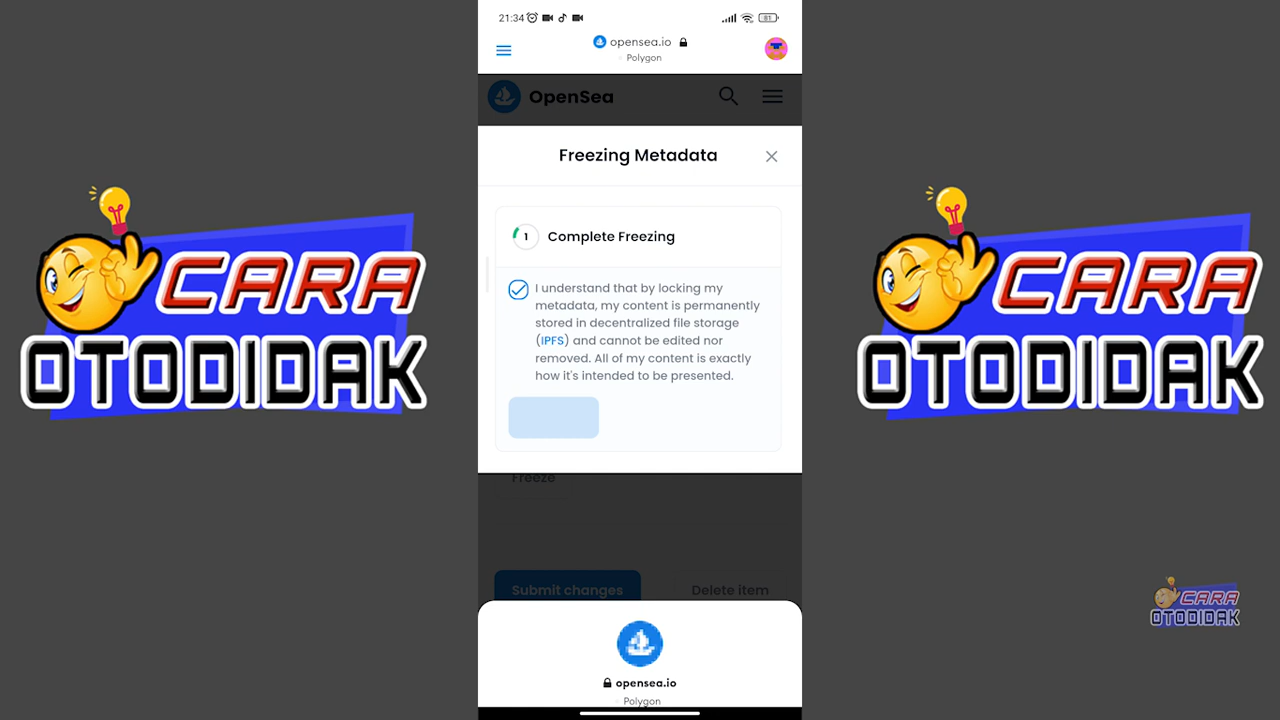 21:34
81
opensea.io
Polygon
OpenSea
Freezing Metadata
1
Complete Freezing
I understand that by locking my
metadata, my content is permanently
stored in decentralized file storage
(IPFS) and cannot be edited nor
removed. All of my content is exactly
how it's intended to be presented.
Freeze
Submit changes
Delete item
opensea.io
Polygon
CARA
OTODIDAK
CARA
OTODIDAK
CARA
OTODIDAK